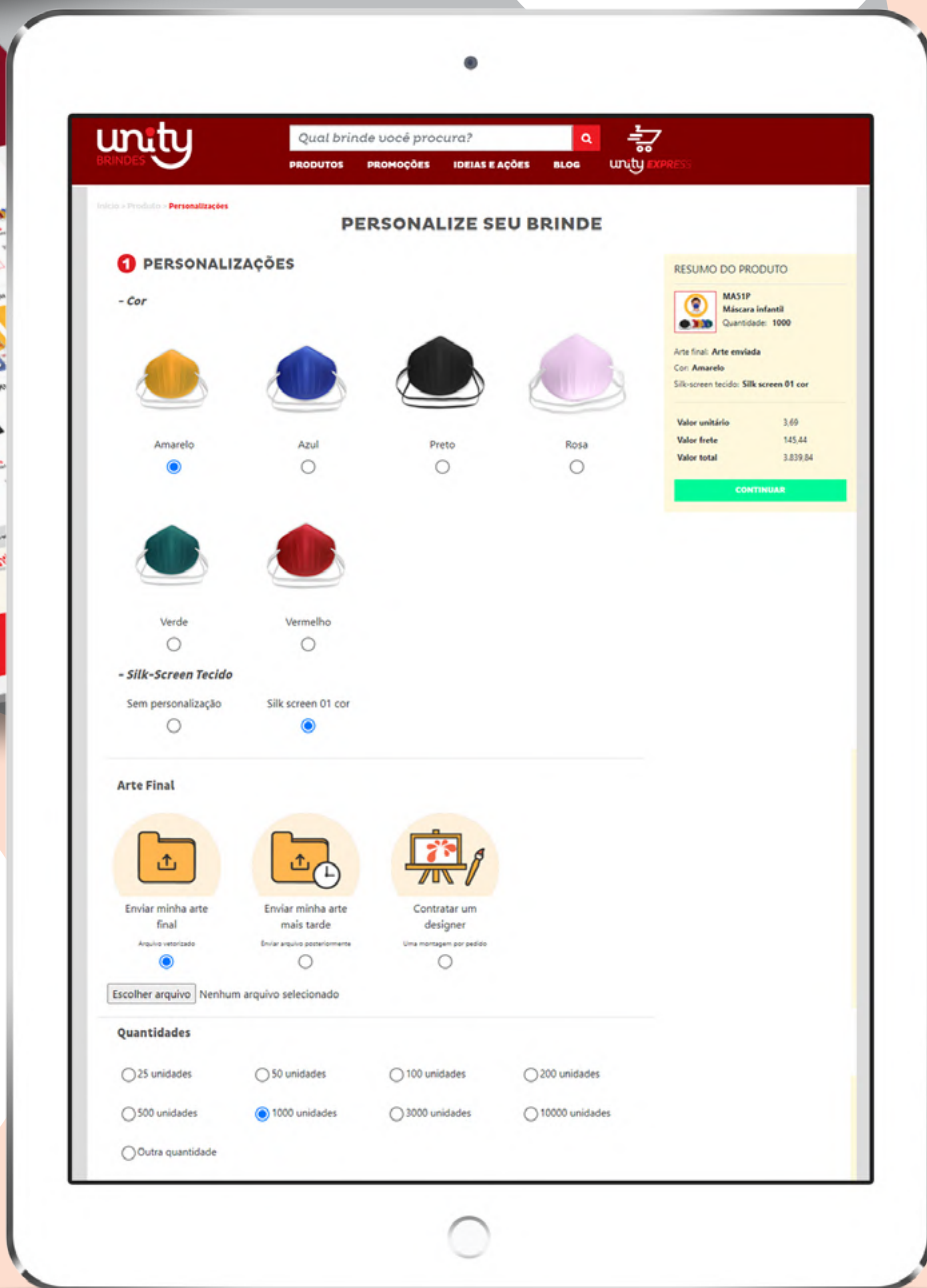 unity
BRINDES
Qual brinde você procura?
PRODUTOS PROMOÇÕES IDEIAS E AÇÕES BLOG
unity EXPRESS
Início > Produto > Personalizações
PERSONALIZE SEU BRINDE
1 PERSONALIZAÇÕES
- Cor
Amarelo Azul Preto Rosa
Verde Vermelho
- Silk-Screen Tecido
Sem personalização Silk screen 01 cor
Arte Final
Enviar minha arte final
Arquivo vetorizado
Enviar minha arte mais tarde
Enviar arquivo posteriormente
Contratar um designer
Uma montagem por pedido
Escolher arquivo Nenhum arquivo selecionado
Quantidades
25 unidades 50 unidades 100 unidades 200 unidades
500 unidades 1000 unidades 3000 unidades 10000 unidades
Outra quantidade
RESUMO DO PRODUTO
MA51P
Máscara infantil
Quantidade: 1000
Arte final: Arte enviada
Cor: Amarelo
Silk-screen tecido: Silk screen 01 cor
Valor unitário 3,69
Valor frete 145,44
Valor total 3.839,84
CONTINUAR